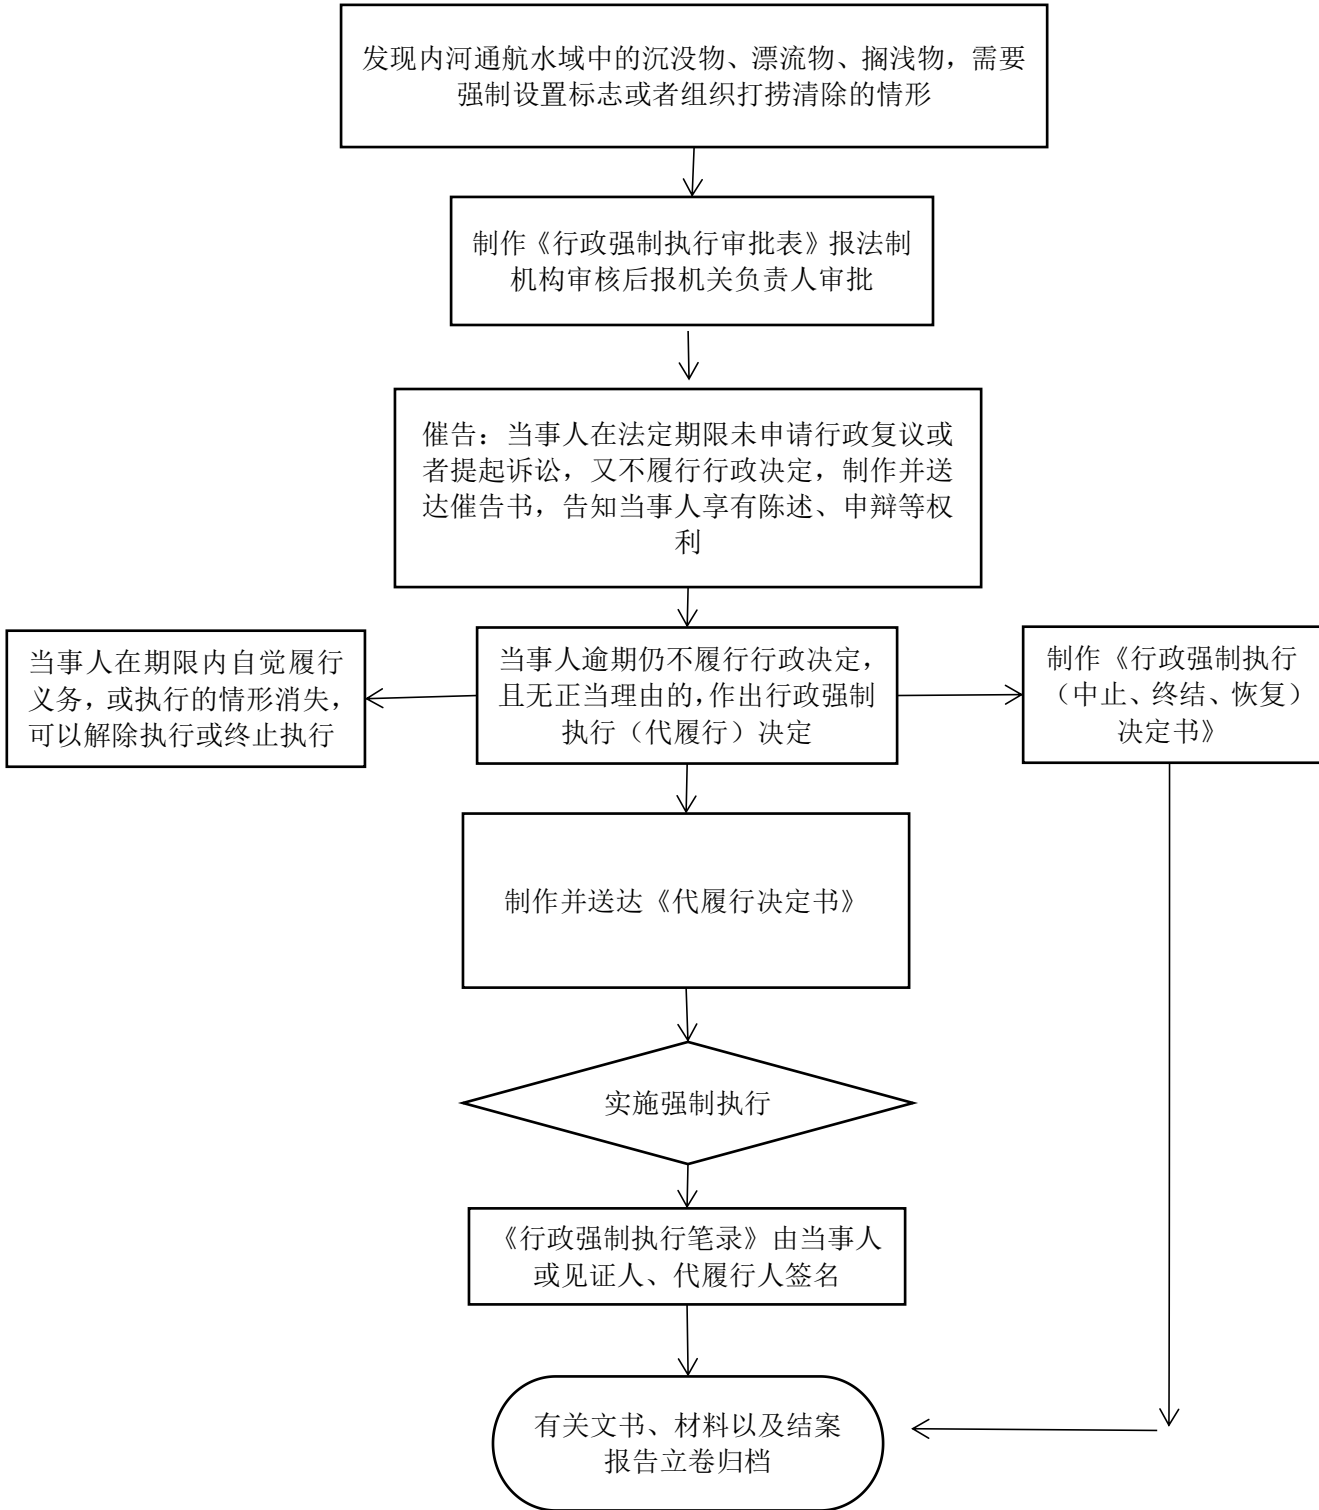 发现内河通航水域中的沉没物、漂流物、搁浅物，需要
强制设置标志或者组织打捞清除的情形
制作《行政强制执行审批表》报法制
机构审核后报机关负责人审批
催告：当事人在法定期限未申请行政复议或
者提起诉讼，又不履行行政决定，制作并送
达催告书，告知当事人享有陈述、申辩等权
利
当事人在期限内自觉履行
义务，或执行的情形消失，
可以解除执行或终止执行
当事人逾期仍不履行行政决定，
且无正当理由的，作出行政强制
执行（代履行）决定
制作《行政强制执行
（中止、终结、恢复）
决定书》
制作并送达《代履行决定书》
实施强制执行
《行政强制执行笔录》由当事人
或见证人、代履行人签名
有关文书、材料以及结案
报告立卷归档